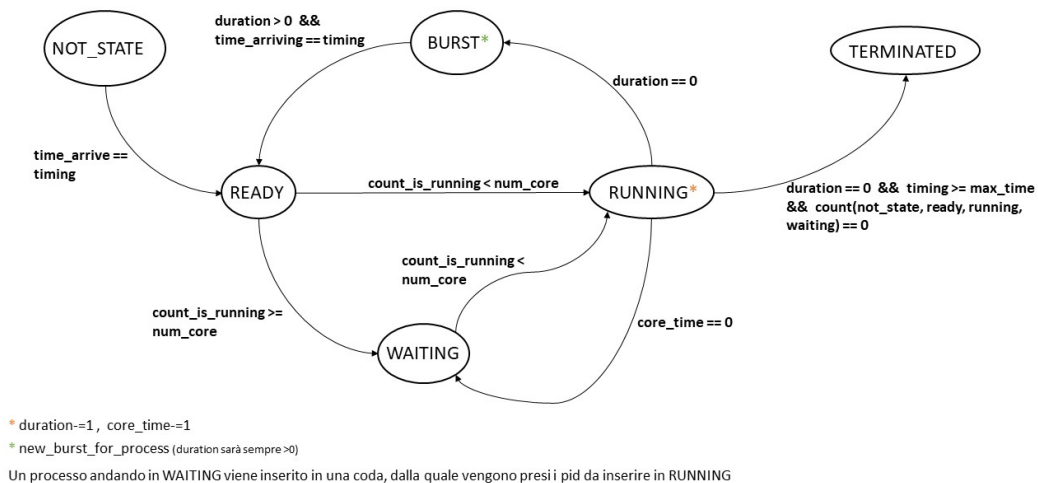 duration > 0 &&
time_arriving == timing
NOT_STATE
BURST*
TERMINATED
duration == 0
time_arrive ==
timing
READY
count_is_running < num_core
RUNNING*
duration == 0 && timing >= max_time
&& count(not_state, ready, running,
waiting) == 0
count_is_running <
num_core
count_is_running >=
num_core
core_time == 0
WAITING
* duration-=1 , core_time-=1
* new_burst_for_process (duration sarà sempre >0)
Un processo andando in WAITING viene inserito in una coda, dalla quale vengono presi i pid da inserire in RUNNING